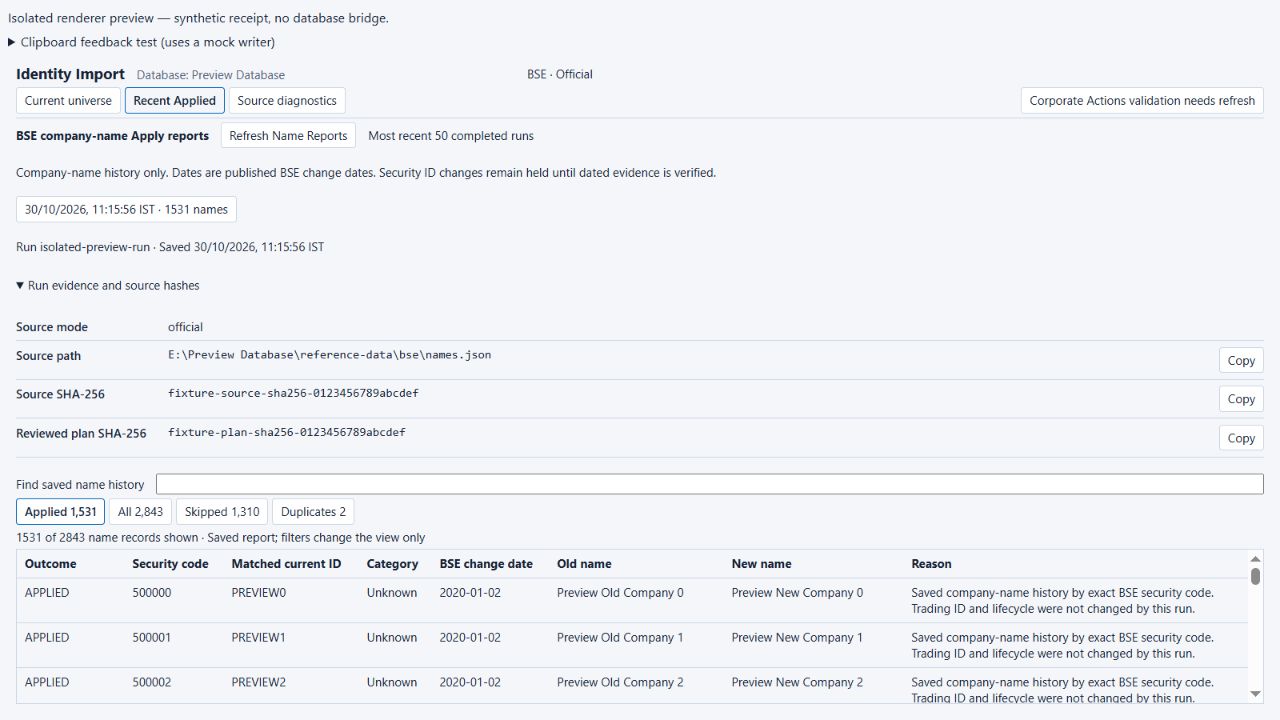 Isolated renderer preview — synthetic receipt, no database bridge.
▶ Clipboard feedback test (uses a mock writer)
Identity Import Database: Preview Database BSE · Official
Current universe Recent Applied Source diagnostics Corporate Actions validation needs refresh
BSE company-name Apply reports Refresh Name Reports Most recent 50 completed runs
Company-name history only. Dates are published BSE change dates. Security ID changes remain held until dated evidence is verified.
30/10/2026, 11:15:56 IST · 1531 names
Run isolated-preview-run · Saved 30/10/2026, 11:15:56 IST
▼ Run evidence and source hashes
Source mode official
Source path E:\Preview Database\reference-data\bse\names.json Copy
Source SHA-256 fixture-source-sha256-0123456789abcdef Copy
Reviewed plan SHA-256 fixture-plan-sha256-0123456789abcdef Copy
Find saved name history
Applied 1,531 All 2,843 Skipped 1,310 Duplicates 2
1531 of 2843 name records shown · Saved report; filters change the view only
Outcome Security code Matched current ID Category BSE change date Old name New name Reason
APPLIED 500000 PREVIEW0 Unknown 2020-01-02 Preview Old Company 0 Preview New Company 0 Saved company-name history by exact BSE security code.
Trading ID and lifecycle were not changed by this run.
APPLIED 500001 PREVIEW1 Unknown 2020-01-02 Preview Old Company 1 Preview New Company 1 Saved company-name history by exact BSE security code.
Trading ID and lifecycle were not changed by this run.
APPLIED 500002 PREVIEW2 Unknown 2020-01-02 Preview Old Company 2 Preview New Company 2 Saved company-name history by exact BSE security code.
Trading ID and lifecycle were not changed by this run.